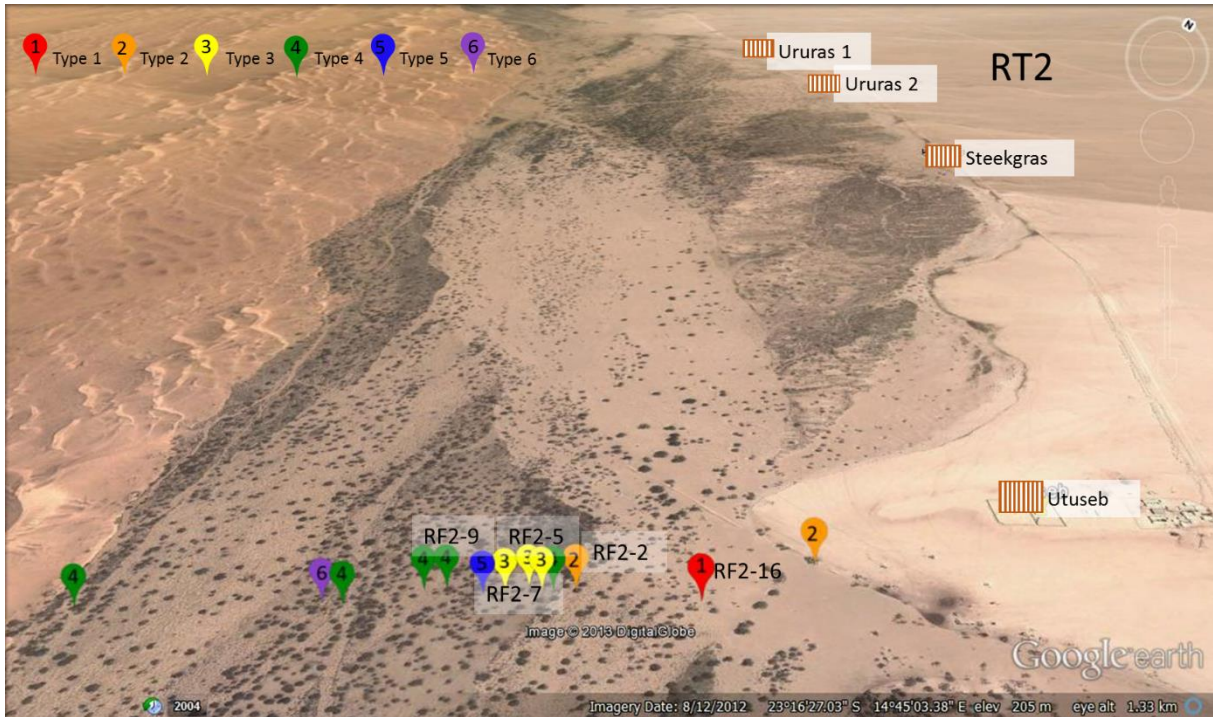 1 Type 1
2 Type 2
3 Type 3
4 Type 4
5 Type 5
6 Type 6
Ururas 1
RT2
N
Ururas 2
Steekgras
Utuseb
RF2-9
RF2-5
RF2-2
2
4
6
4
4
4
5
3
3
3
2
1
RF2-16
RF2-7
Image © 2013 DigitalGlobe
Google earth
2004
Imagery Date: 8/12/2012 23°16'27.03" S 14°45'03.38" E elev 205 m eye alt 1.33 km